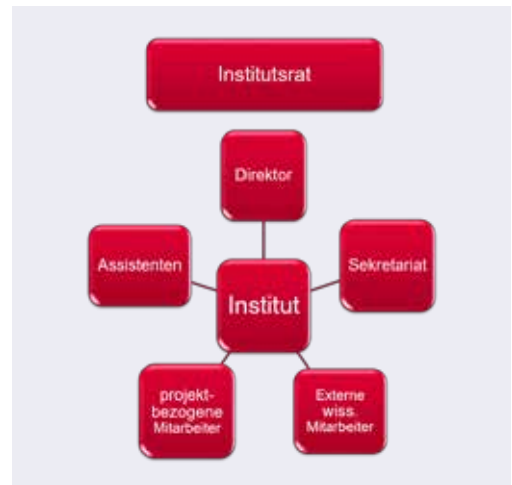 Institutsrat
Direktor
Assistenten
Sekretariat
Institut
projekt-
bezogene
Mitarbeiter
Externe
wiss.
Mitarbeiter